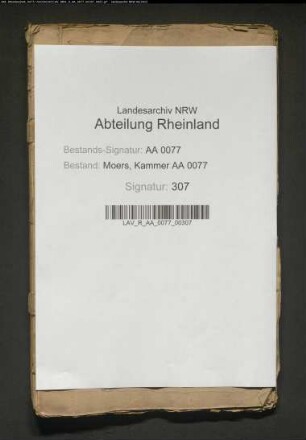 Landesarchiv NRW
Abteilung Rheinland
Bestands-Signatur: AA 0077
Bestand: Moers, Kammer AA 0077
Signatur: 307
LAV_R_AA_0077_00307